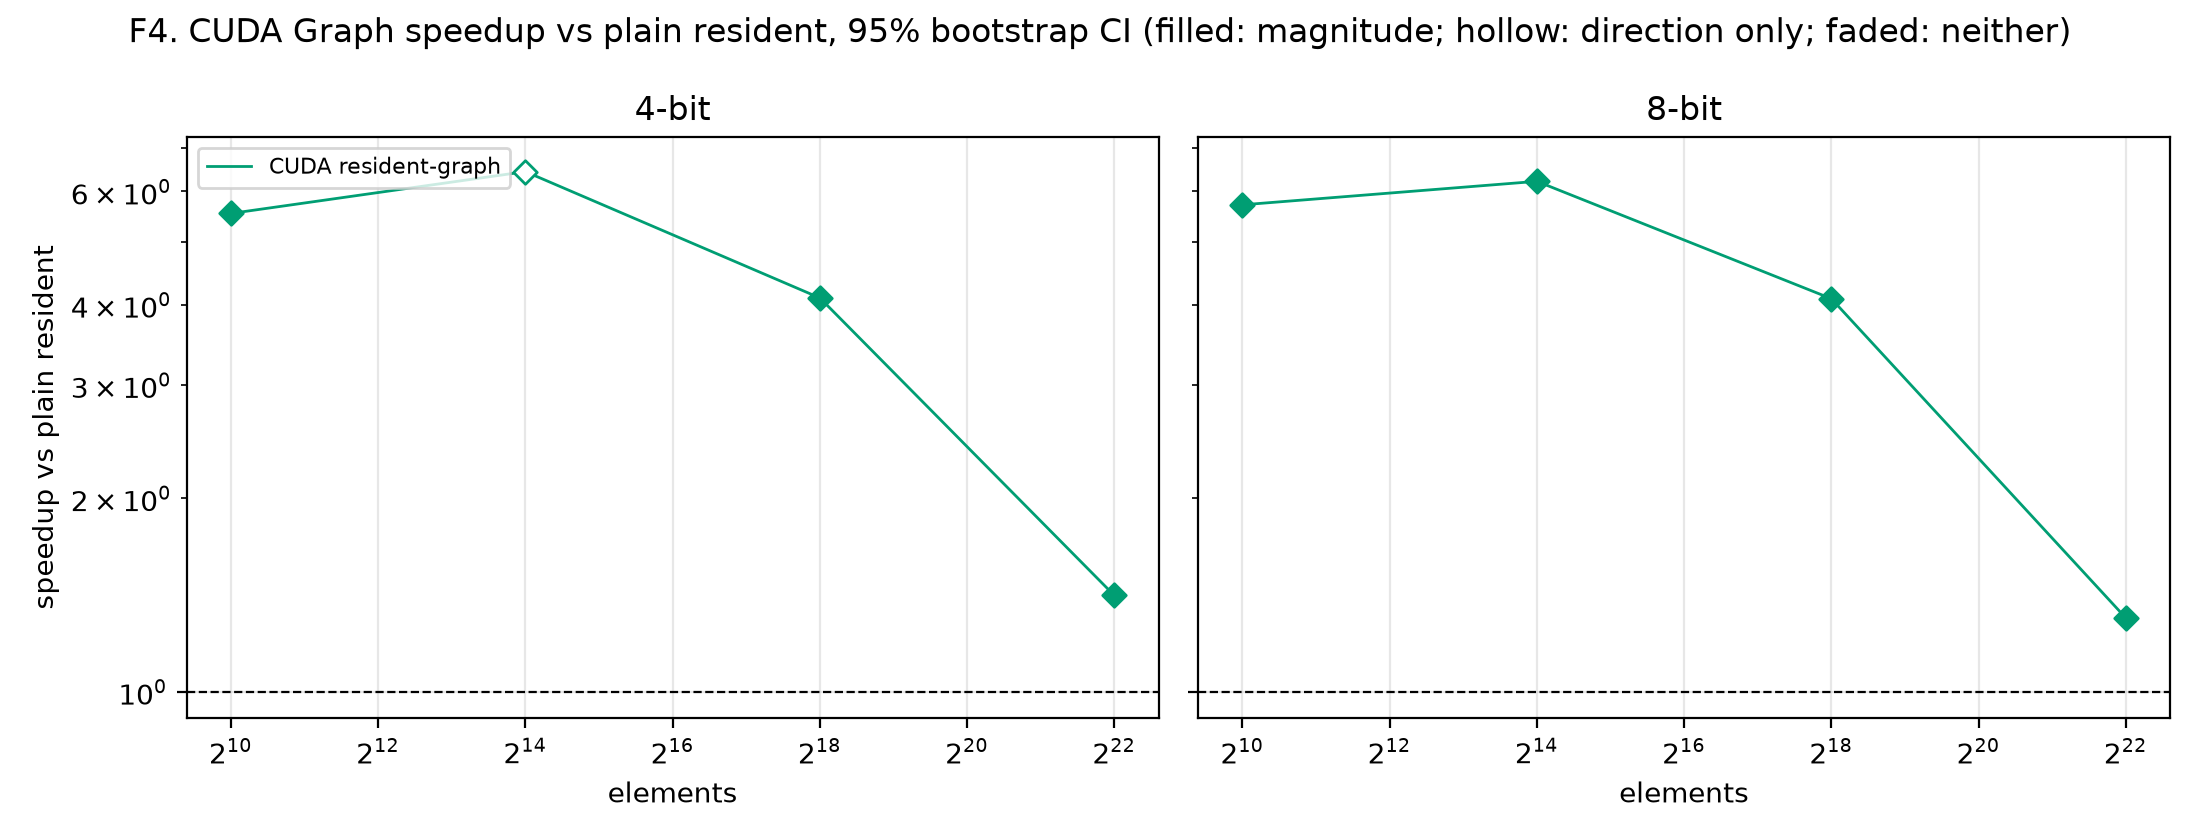 F4. CUDA Graph speedup vs plain resident, 95% bootstrap CI (filled: magnitude; hollow: direction only; faded: neither)
4-bit
8-bit
CUDA resident-graph
speedup vs plain resident
6 × 10⁰
4 × 10⁰
3 × 10⁰
2 × 10⁰
10⁰
2¹⁰ 2¹² 2¹⁴ 2¹⁶ 2¹⁸ 2²⁰ 2²²
2¹⁰ 2¹² 2¹⁴ 2¹⁶ 2¹⁸ 2²⁰ 2²²
elements
elements